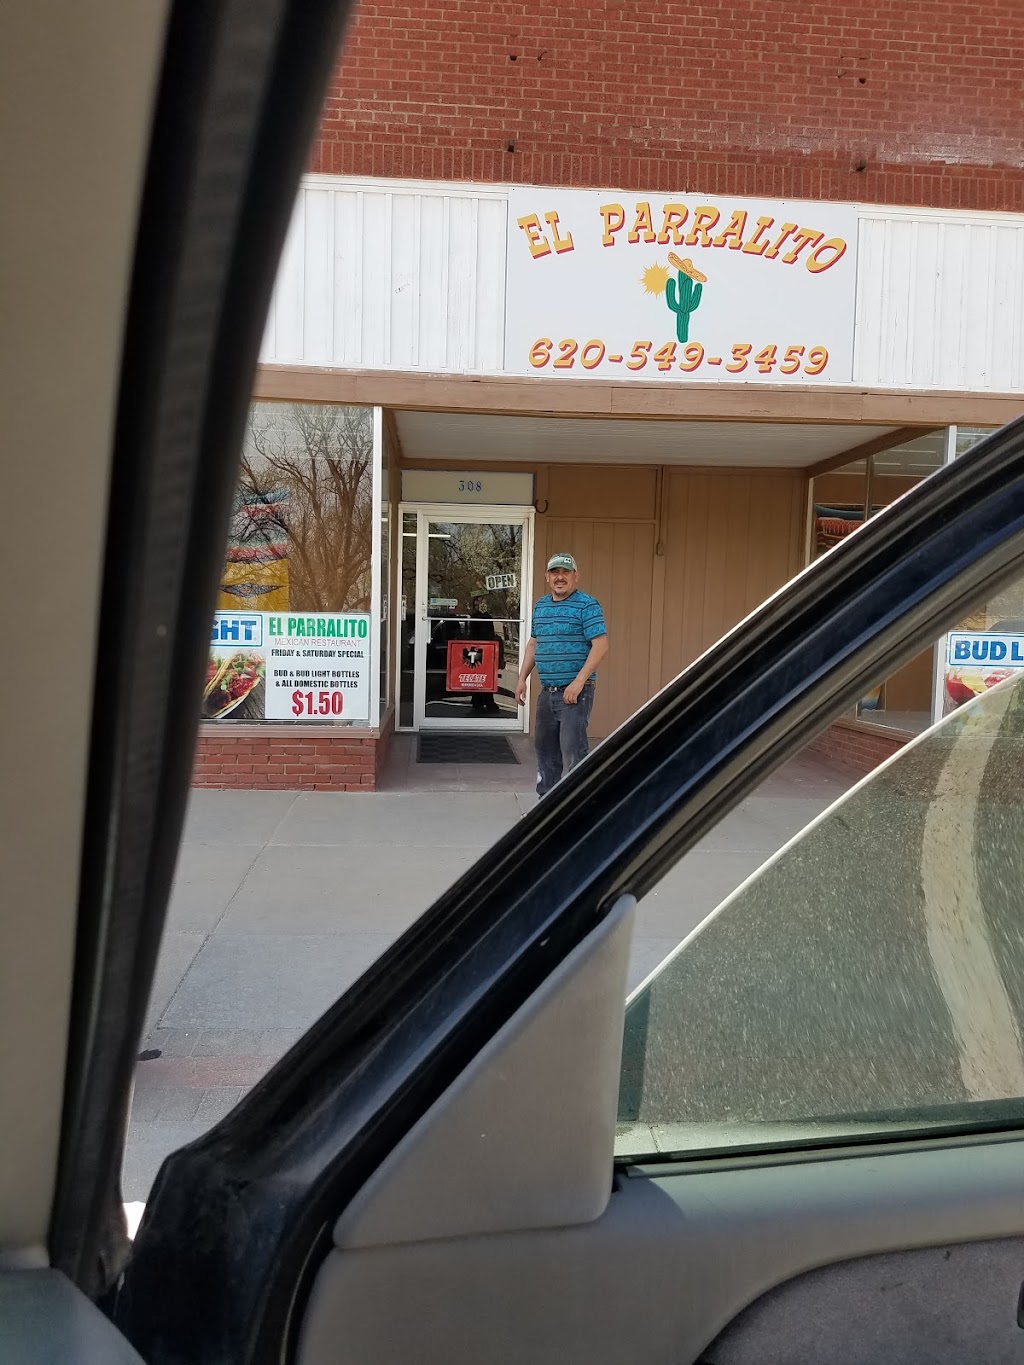 EL PARRALITO
620-549-3459
308
OPEN
GHT EL PARRALITO
MEXICAN RESTAURANT
FRIDAY & SATURDAY SPECIAL
BUD & BUD LIGHT BOTTLES
& ALL DOMESTIC BOTTLES
$1.50
TECATE
BUD L